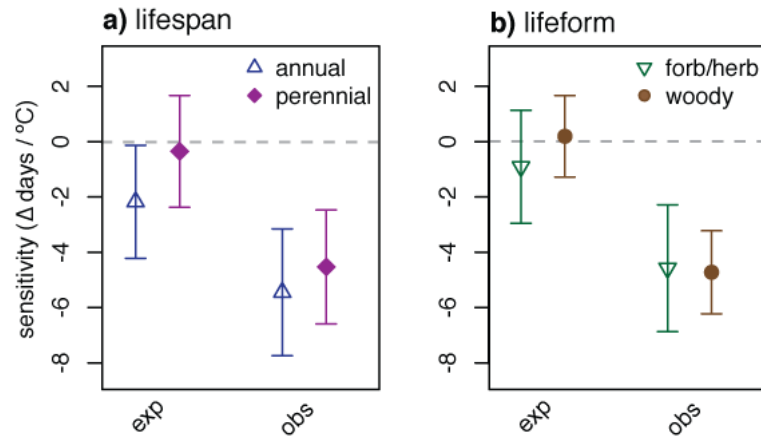 a) lifespan
sensitivity (Δ days / ºC)
2
0
-2
-4
-6
-8
annual
perennial
exp
obs
b) lifeform
2
0
-2
-4
-6
-8
forb/herb
woody
exp
obs